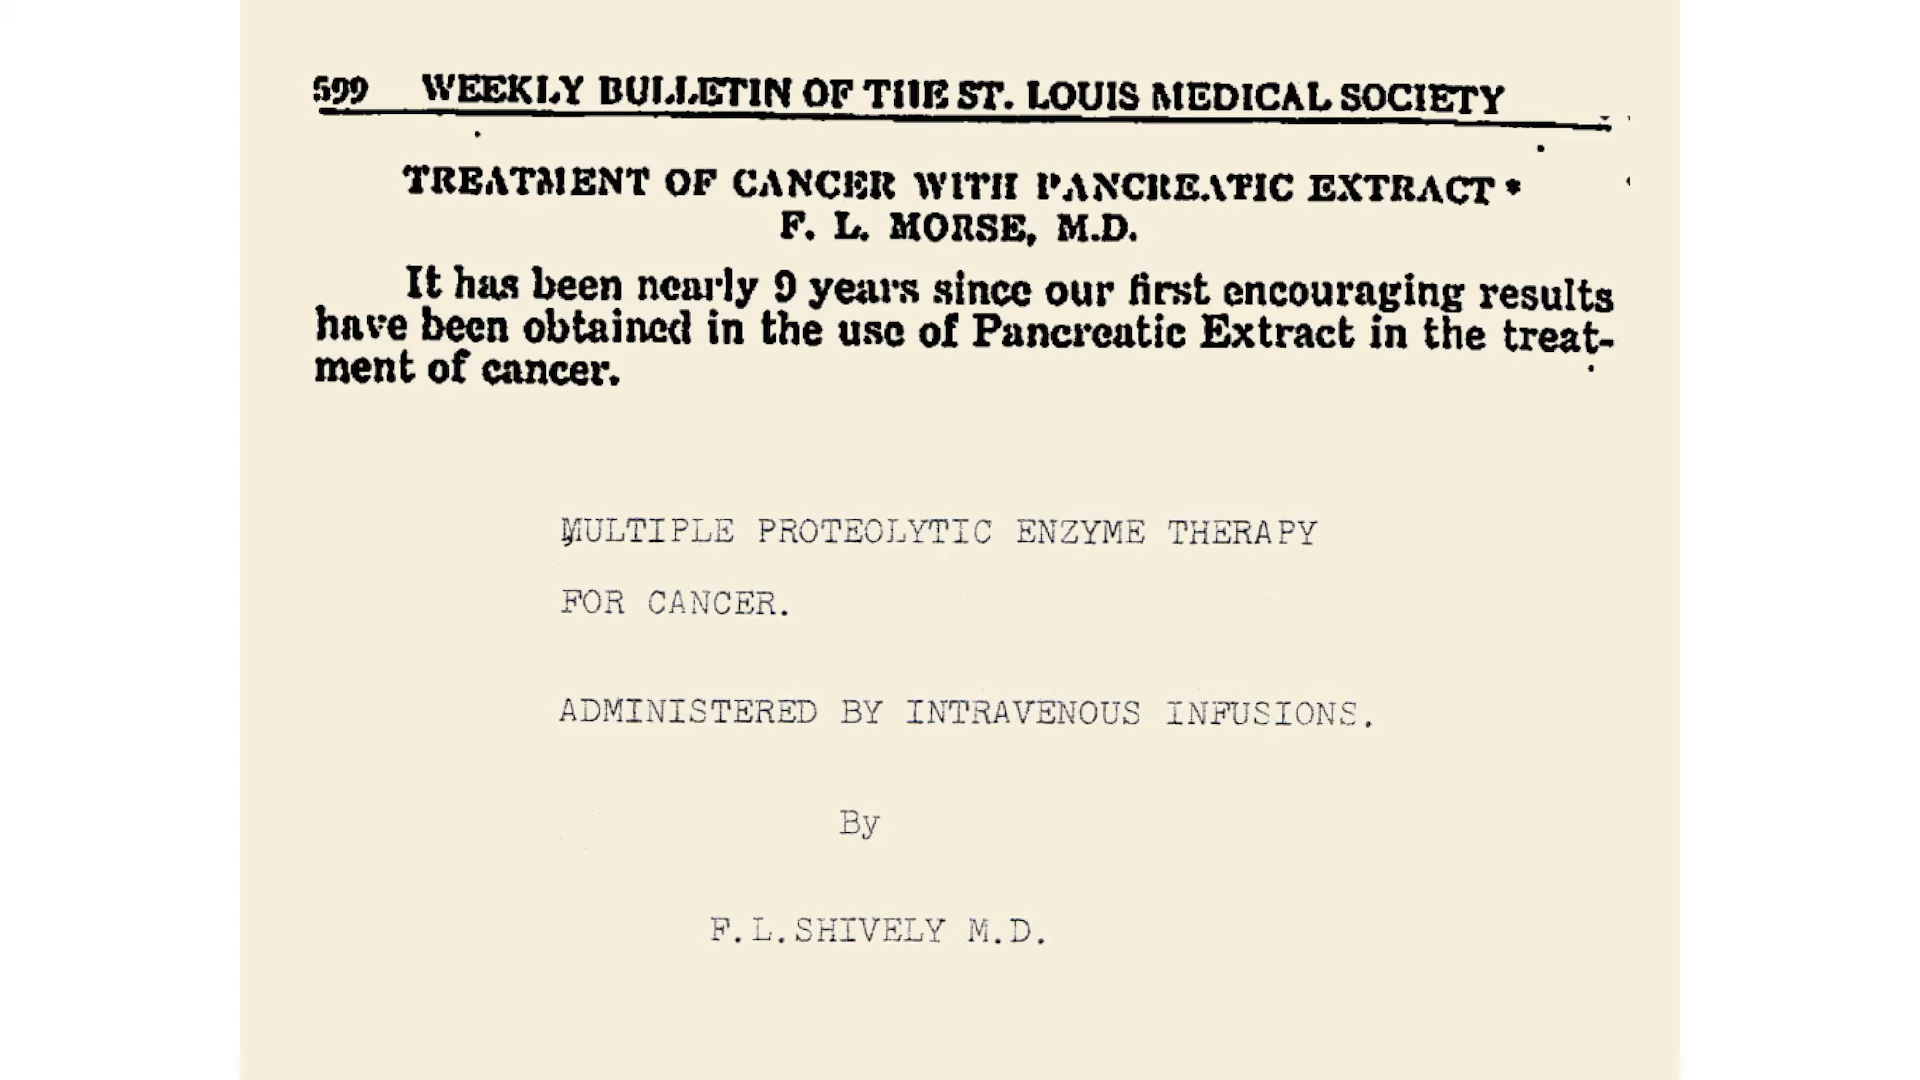 599 WEEKLY BULLETIN OF THE ST. LOUIS MEDICAL SOCIETY
TREATMENT OF CANCER WITH PANCREATIC EXTRACT *
F. L. MORSE, M.D.
It has been nearly 9 years since our first encouraging results
have been obtained in the use of Pancreatic Extract in the treat-
ment of cancer.
MULTIPLE PROTEOLYTIC ENZYME THERAPY
FOR CANCER.
ADMINISTERED BY INTRAVENOUS INFUSIONS.
By
F.L.SHIVELY M.D.